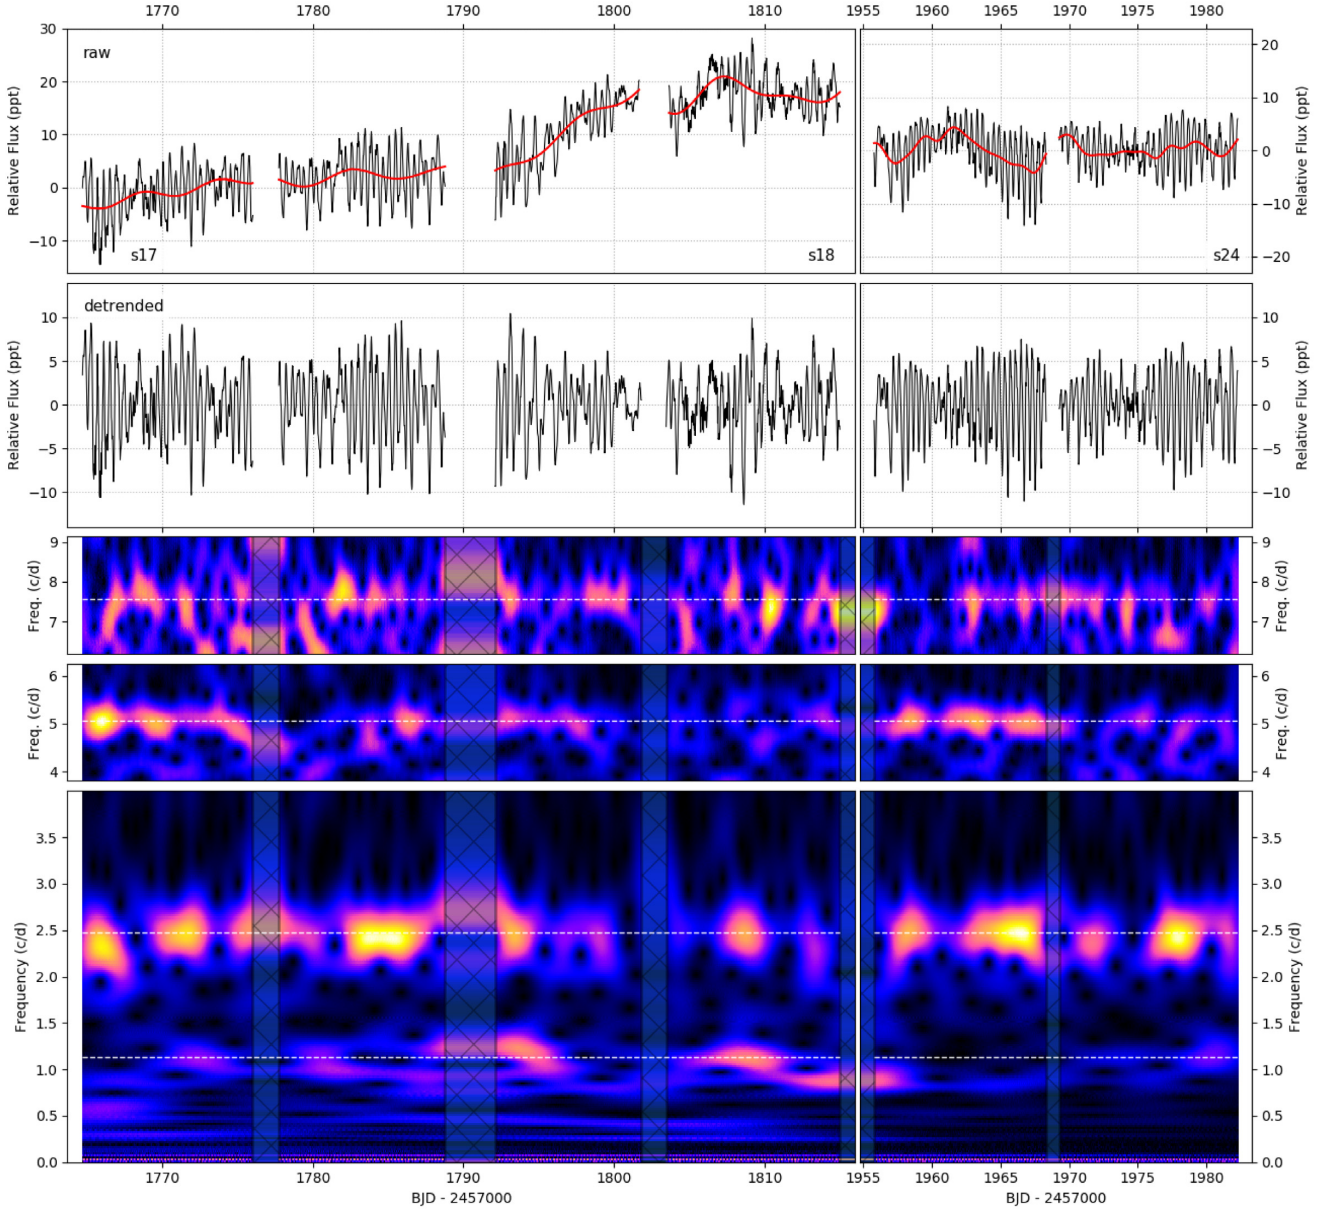 1770 1780 1790 1800 1810 1955 1960 1965 1970 1975 1980
30
20
10
0
−10
Relative Flux (ppt)
raw
s17
s18
s24
20
10
0
−10
−20
Relative Flux (ppt)
detrended
10
5
0
−5
−10
Relative Flux (ppt)
10
5
0
−5
−10
Relative Flux (ppt)
9
8
7
Freq. (c/d)
9
8
7
Freq. (c/d)
6
5
4
Freq. (c/d)
6
5
4
Freq. (c/d)
3.5
3.0
2.5
2.0
1.5
1.0
0.5
0.0
Frequency (c/d)
3.5
3.0
2.5
2.0
1.5
1.0
0.5
0.0
Frequency (c/d)
1770 1780 1790 1800 1810 1955 1960 1965 1970 1975 1980
BJD - 2457000 BJD - 2457000